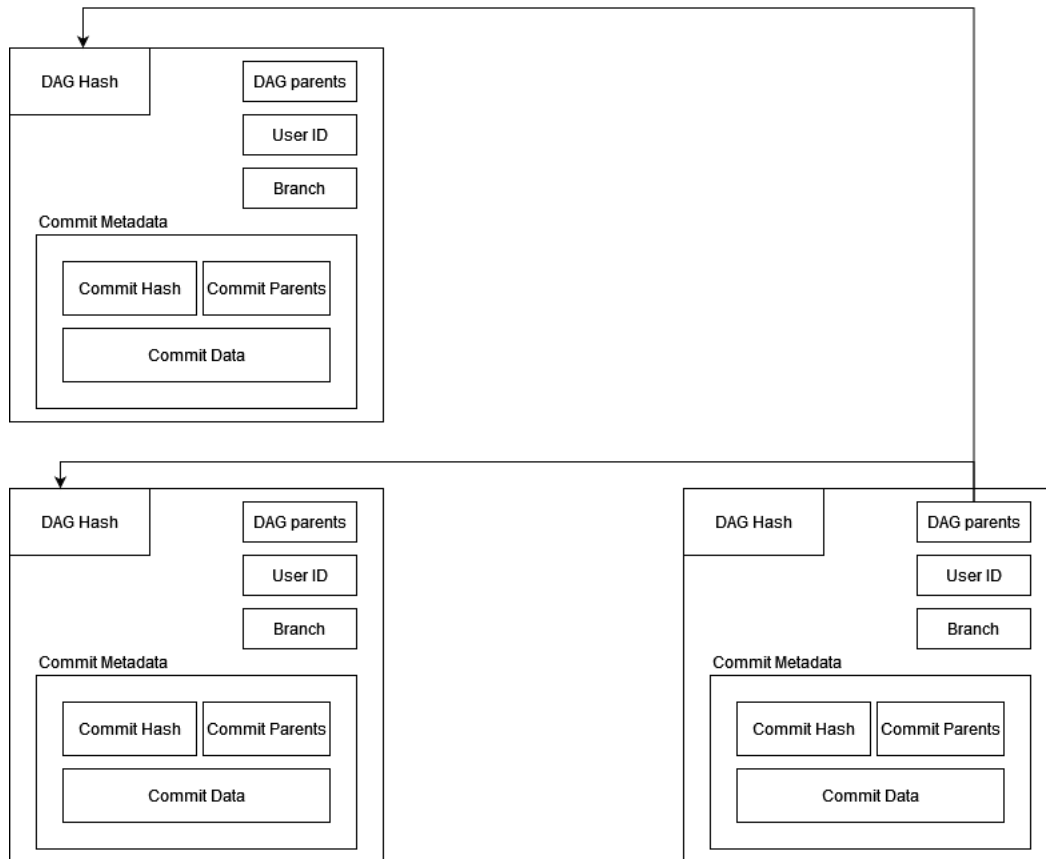 DAG Hash
DAG parents
User ID
Branch
Commit Metadata
Commit Hash
Commit Parents
Commit Data
DAG Hash
DAG parents
User ID
Branch
Commit Metadata
Commit Hash
Commit Parents
Commit Data
DAG Hash
DAG parents
User ID
Branch
Commit Metadata
Commit Hash
Commit Parents
Commit Data